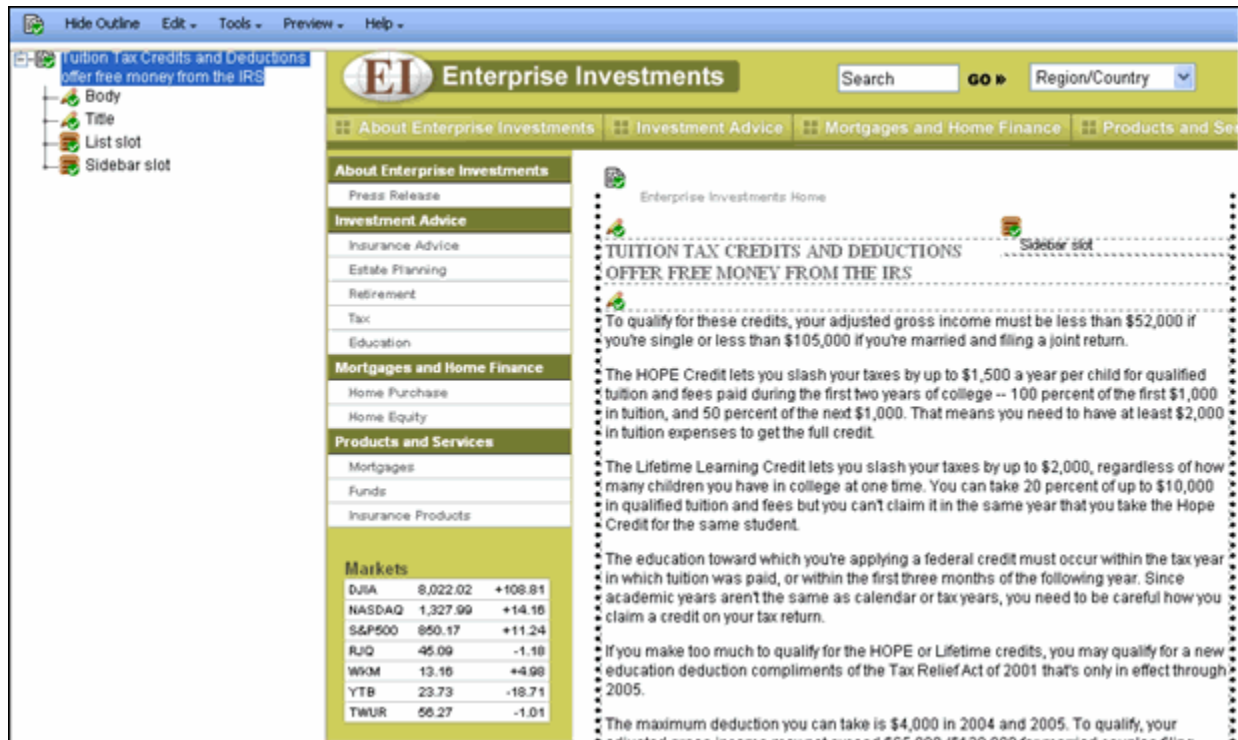 Hide Outline Edit Tools Preview Help
Tuition Tax Credits and Deductions
offer free money from the IRS
Body
Title
List slot
Sidebar slot
EI Enterprise Investments
Search GO Region/Country
About Enterprise Investments Investment Advice Mortgages and Home Finance Products and
About Enterprise Investments
Press Release
Investment Advice
Insurance Advice
Estate Planning
Retirement
Tax
Education
Mortgages and Home Finance
Home Purchase
Home Equity
Products and Services
Mortgages
Funds
Insurance Products
Markets
DJIA 8,022.02 +108.81
NASDAQ 1,327.99 +14.16
S&P500 850.17 +11.24
RJQ 45.09 -1.18
WKM 13.16 +4.98
YTB 23.73 -18.71
TWUR 56.27 -1.01
Enterprise Investments Home
Sidebar slot
TUITION TAX CREDITS AND DEDUCTIONS
OFFER FREE MONEY FROM THE IRS
To qualify for these credits, your adjusted gross income must be less than $52,000 if
you're single or less than $105,000 if you're married and filing a joint return.
The HOPE Credit lets you slash your taxes by up to $1,500 a year per child for qualified
tuition and fees paid during the first two years of college -- 100 percent of the first $1,000
in tuition, and 50 percent of the next $1,000. That means you need to have at least $2,000
in tuition expenses to get the full credit.
The Lifetime Learning Credit lets you slash your taxes by up to $2,000, regardless of how
many children you have in college at one time. You can take 20 percent of up to $10,000
in qualified tuition and fees but you can't claim it in the same year that you take the Hope
Credit for the same student.
The education toward which you're applying a federal credit must occur within the tax year
in which tuition was paid, or within the first three months of the following year. Since
academic years aren't the same as calendar or tax years, you need to be careful how you
claim a credit on your tax return.
If you make too much to qualify for the HOPE or Lifetime credits, you may qualify for a new
education deduction compliments of the Tax Relief Act of 2001 that's only in effect through
2005.
The maximum deduction you can take is $4,000 in 2004 and 2005. To qualify, your